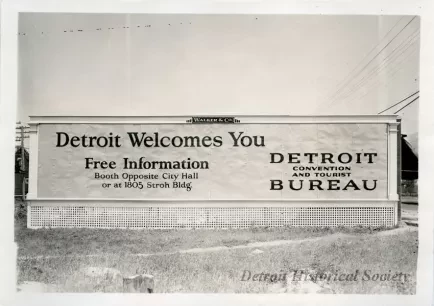 WALKER & CO.
Detroit Welcomes You
Free Information
Booth Opposite City Hall
or at 1805 Stroh Bldg.
DETROIT
CONVENTION
AND TOURIST
BUREAU
Detroit Historical Society